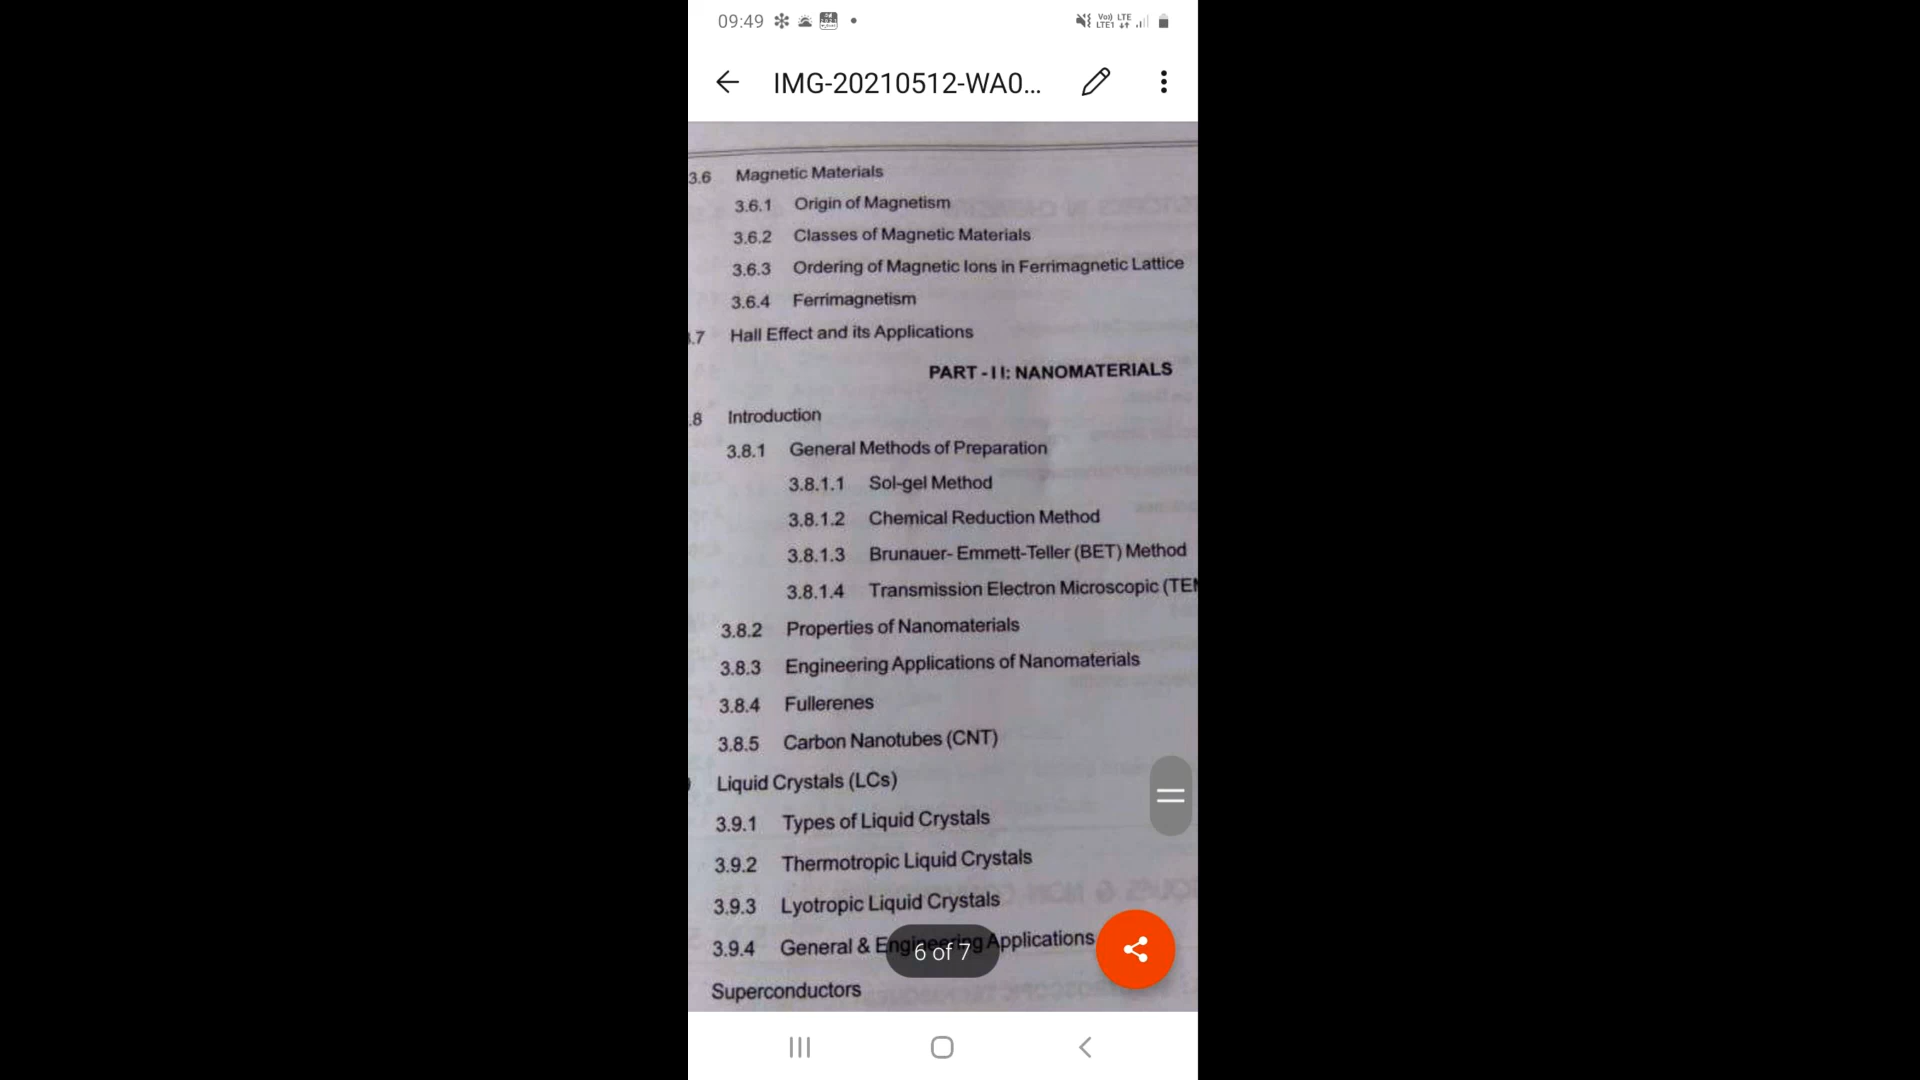 09:49
Vo)) LTE
LTE1
IMG-20210512-WA0...
3.6 Magnetic Materials
3.6.1 Origin of Magnetism
3.6.2 Classes of Magnetic Materials
3.6.3 Ordering of Magnetic Ions in Ferrimagnetic Lattice
3.6.4 Ferrimagnetism
.7 Hall Effect and its Applications
PART - I I: NANOMATERIALS
.8 Introduction
3.8.1 General Methods of Preparation
3.8.1.1 Sol-gel Method
3.8.1.2 Chemical Reduction Method
3.8.1.3 Brunauer- Emmett-Teller (BET) Method
3.8.1.4 Transmission Electron Microscopic (TEM
3.8.2 Properties of Nanomaterials
3.8.3 Engineering Applications of Nanomaterials
3.8.4 Fullerenes
3.8.5 Carbon Nanotubes (CNT)
Liquid Crystals (LCs)
3.9.1 Types of Liquid Crystals
3.9.2 Thermotropic Liquid Crystals
3.9.3 Lyotropic Liquid Crystals
3.9.4 General & Engineering Applications
6 of 7
Superconductors